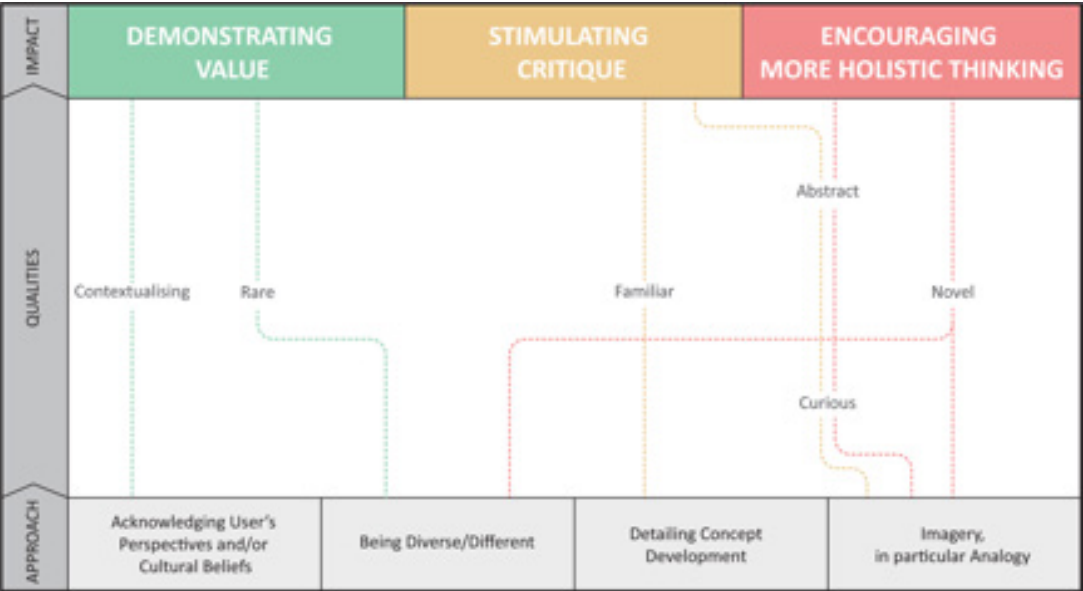 IMPACT
DEMONSTRATING
VALUE
STIMULATING
CRITIQUE
ENCOURAGING
MORE HOLISTIC THINKING
QUALITIES
Abstract
Contextualising
Rare
Familiar
Novel
Curious
APPROACH
Acknowledging User's
Perspectives and/or
Cultural Beliefs
Being Diverse/Different
Detailing Concept
Development
Imagery,
in particular Analogy